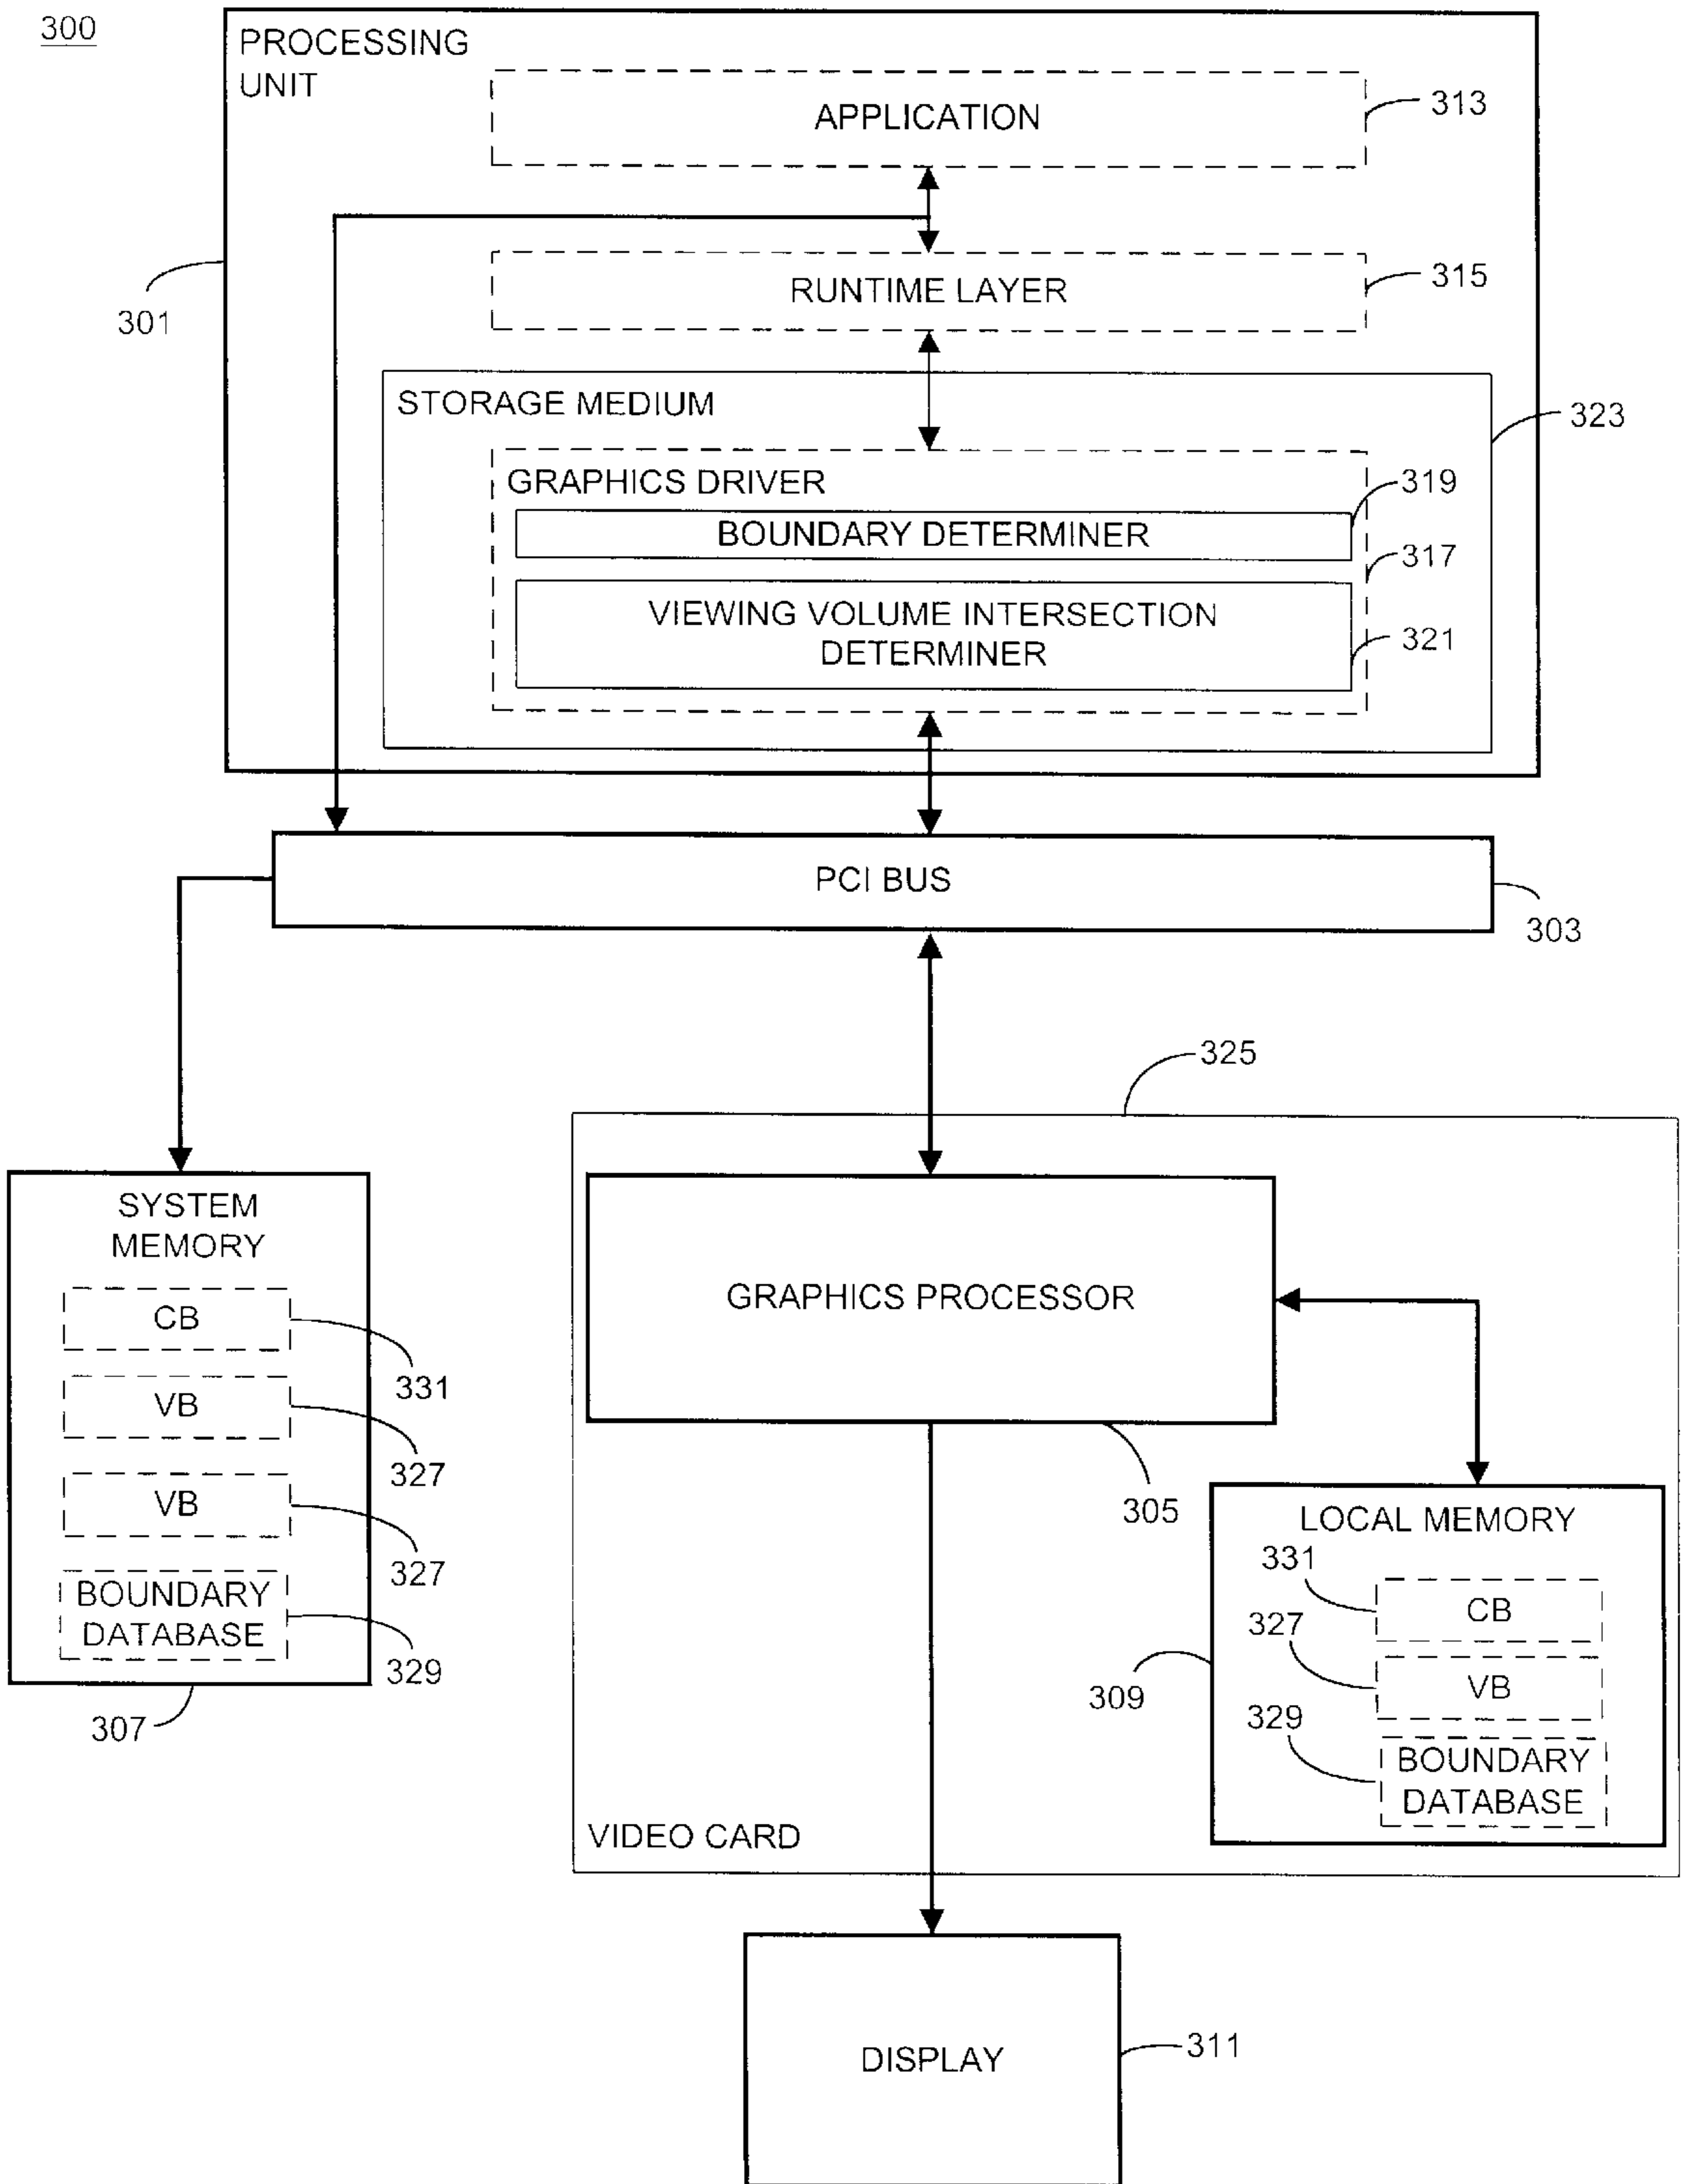 300
PROCESSING
UNIT
APPLICATION
313
RUNTIME LAYER
315
301
STORAGE MEDIUM
323
GRAPHICS DRIVER
319
BOUNDARY DETERMINER
317
VIEWING VOLUME INTERSECTION
DETERMINER
321
PCI BUS
303
325
SYSTEM
MEMORY
CB
331
VB
327
VB
327
BOUNDARY
DATABASE
329
307
GRAPHICS PROCESSOR
305
LOCAL MEMORY
331
CB
327
VB
309
329
BOUNDARY
DATABASE
VIDEO CARD
DISPLAY
311